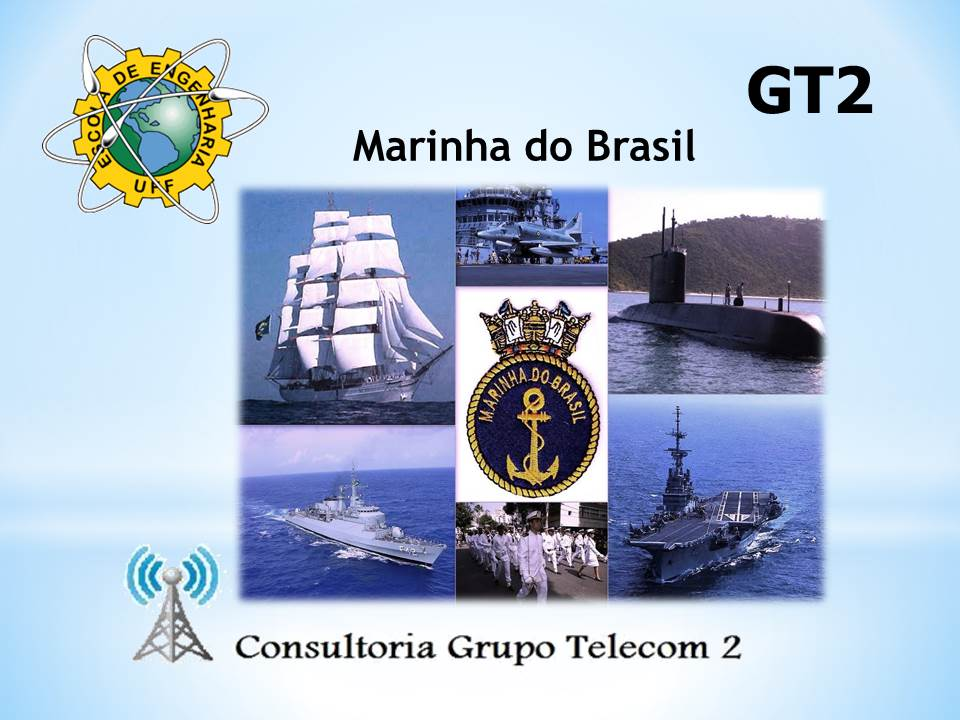 ESCOLA DE ENGENHARIA
UFF
GT2
Marinha do Brasil
MARINHA DO BRASIL
Consultoria Grupo Telecom 2